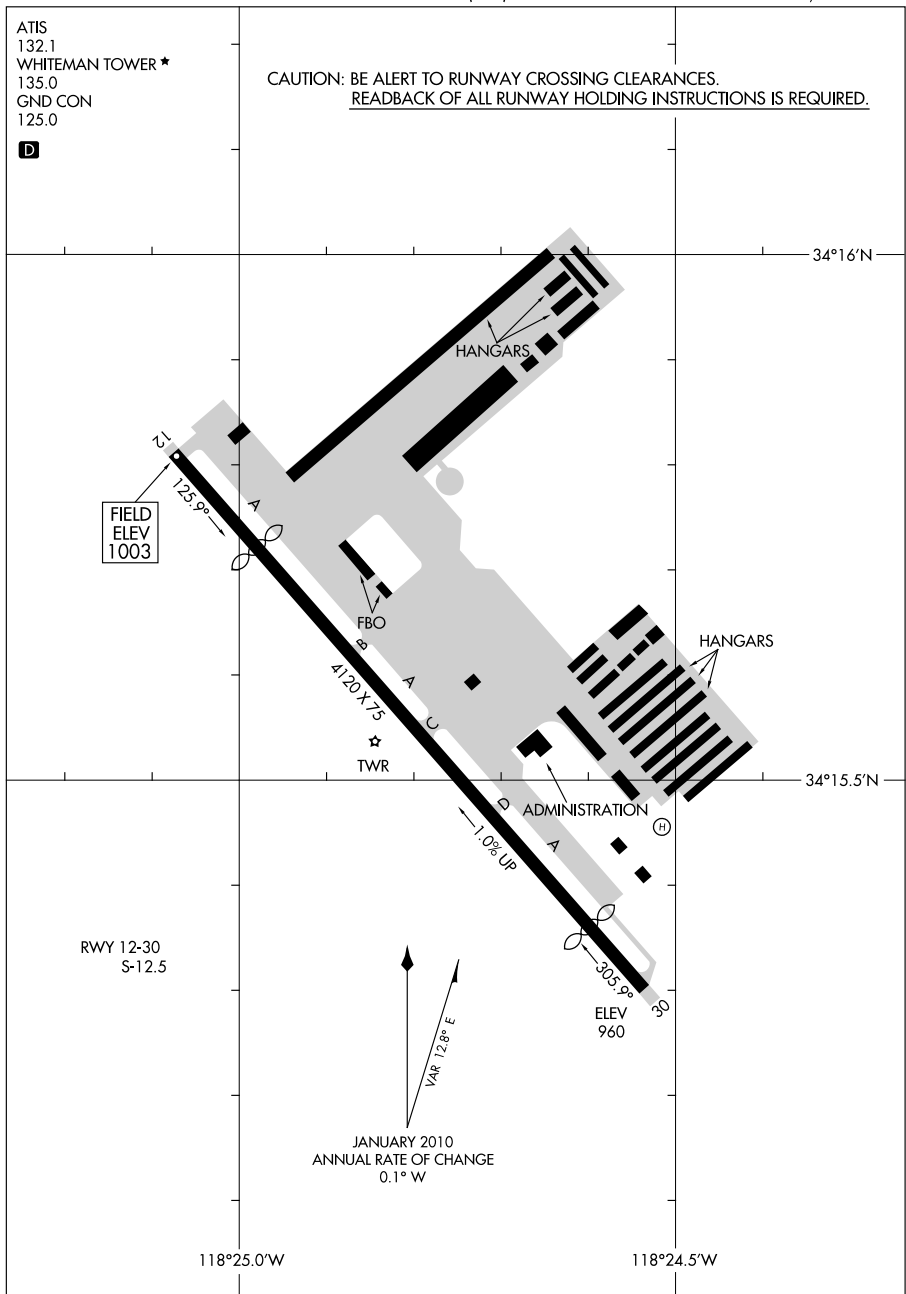 ATIS
132.1
WHITEMAN TOWER
135.0
GND CON
125.0
D
CAUTION: BE ALERT TO RUNWAY CROSSING CLEARANCES.
READBACK OF ALL RUNWAY HOLDING INSTRUCTIONS IS REQUIRED.
34°16'N
HANGARS
12
125.9°
A
FIELD
ELEV
1003
FBO
B
A
HANGARS
4120 X 75
C
TWR
34°15.5'N
D
ADMINISTRATION
H
1.0% UP
A
RWY 12-30
S-12.5
305.9°
30
ELEV
960
VAR 12.8° E
JANUARY 2010
ANNUAL RATE OF CHANGE
0.1° W
118°25.0'W
118°24.5'W